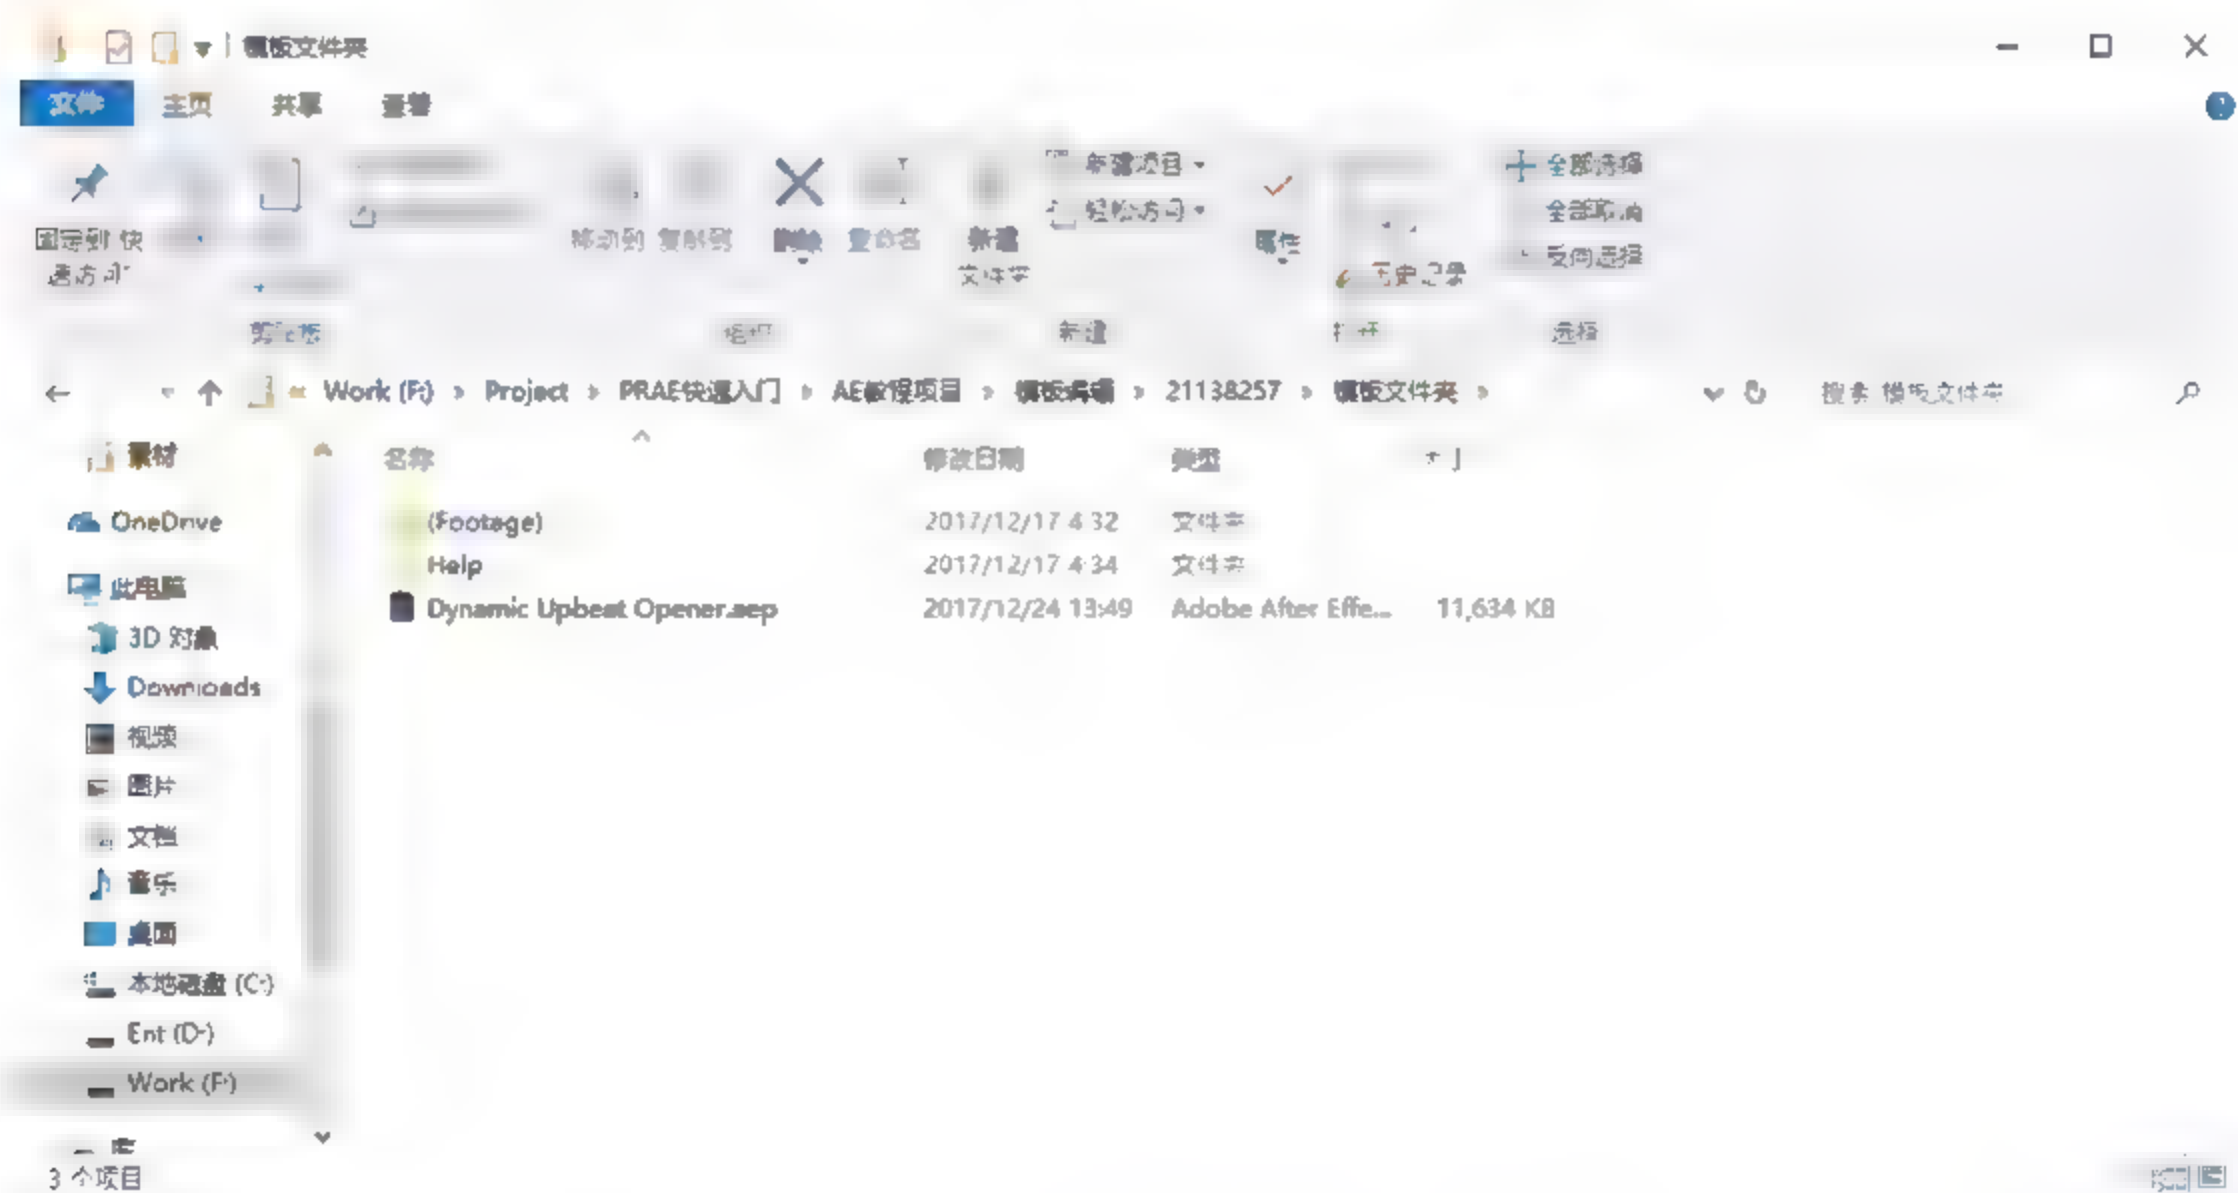 模板文件夹
文件 主页 共享 查看
新建项目 全部选择
轻松访问 全部取消
固定到 快 移动到 复制到 删除 重命名 新建 属性 反向选择
速访问 文件夹 历史记录
剪贴板 组织 新建 选择
Work (F:) Project PRAE快速入门 AE教程项目 模板编辑 21138257 模板文件夹 搜索 模板文件夹
素材 名称 修改日期 类型
OneDrive (Footage) 2017/12/17 4:32 文件夹
Help 2017/12/17 4:34 文件夹
此电脑 Dynamic Upbeat Opener.aep 2017/12/24 13:49 Adobe After Effe... 11,634 KB
3D 对象
Downloads
视频
图片
文档
音乐
桌面
本地磁盘 (C:)
Ent (D:)
Work (F:)
库
3 个项目